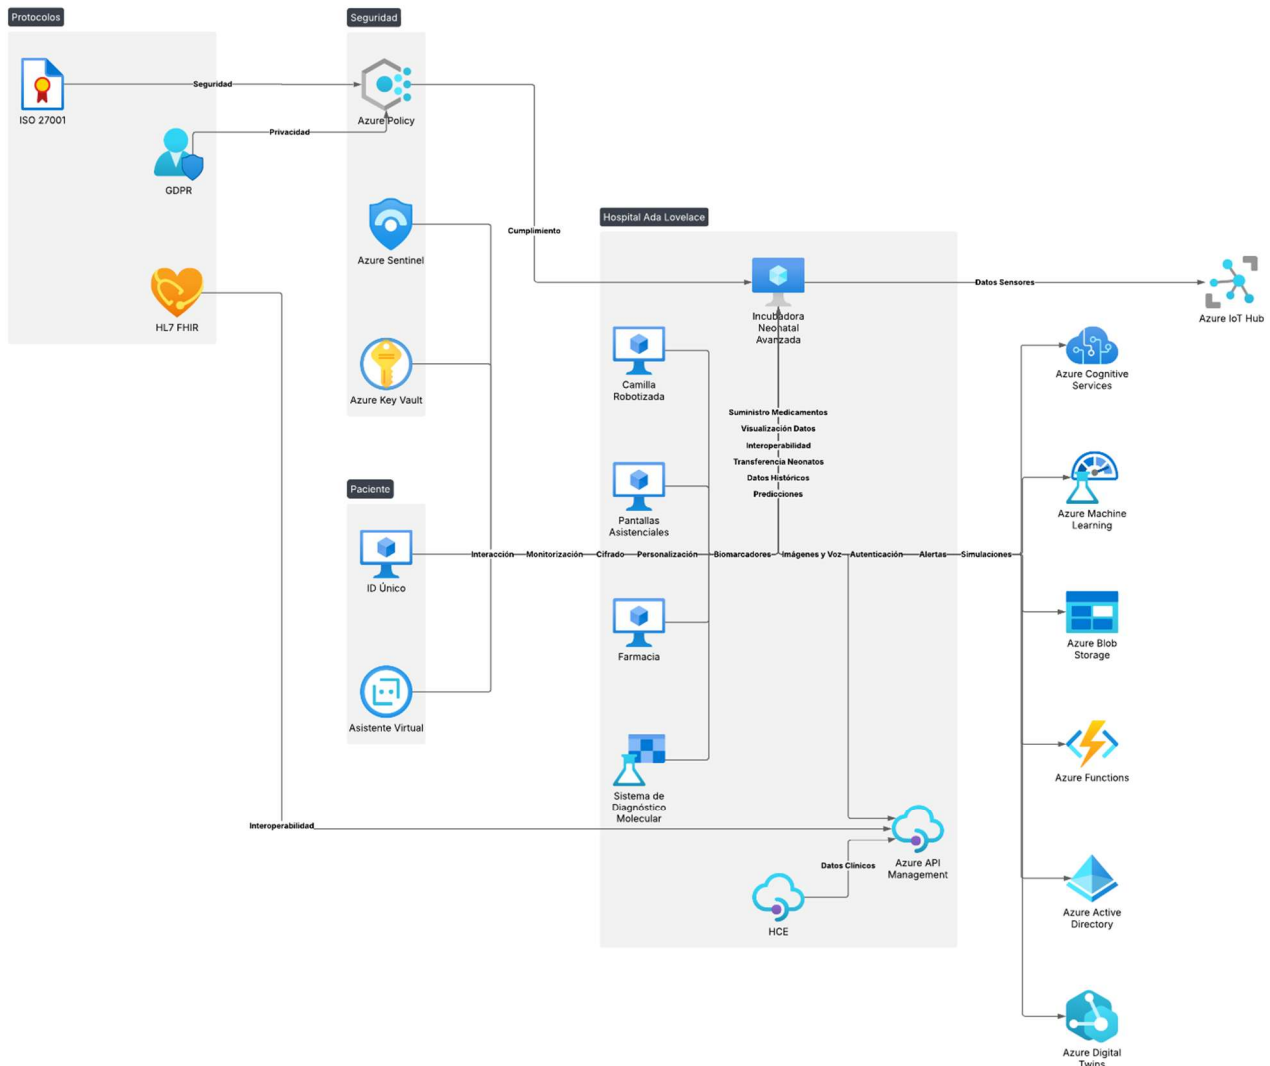 Protocolos
Seguridad
ISO 27001
Seguridad
Azure Policy
Privacidad
GDPR
Azure Sentinel
Cumplimiento
Hospital Ada Lovelace
HL7 FHIR
Incubadora
Neonatal
Avanzada
Datos Sensores
Azure IoT Hub
Azure Key Vault
Camilla
Robotizada
Azure Cognitive
Services
Suministro Medicamentos
Visualización Datos
Interoperabilidad
Transferencia Neonatos
Datos Históricos
Predicciones
Paciente
Pantallas
Asistenciales
Azure Machine
Learning
ID Único
Interacción
Monitorización
Cifrado
Personalización
Biomarcadores
Imágenes y Voz
Autenticación
Alertas
Simulaciones
Farmacia
Azure Blob
Storage
Asistente Virtual
Azure Functions
Sistema de
Diagnóstico
Molecular
Interoperabilidad
Azure API
Management
Datos Clínicos
HCE
Azure Active
Directory
Azure Digital
Twins